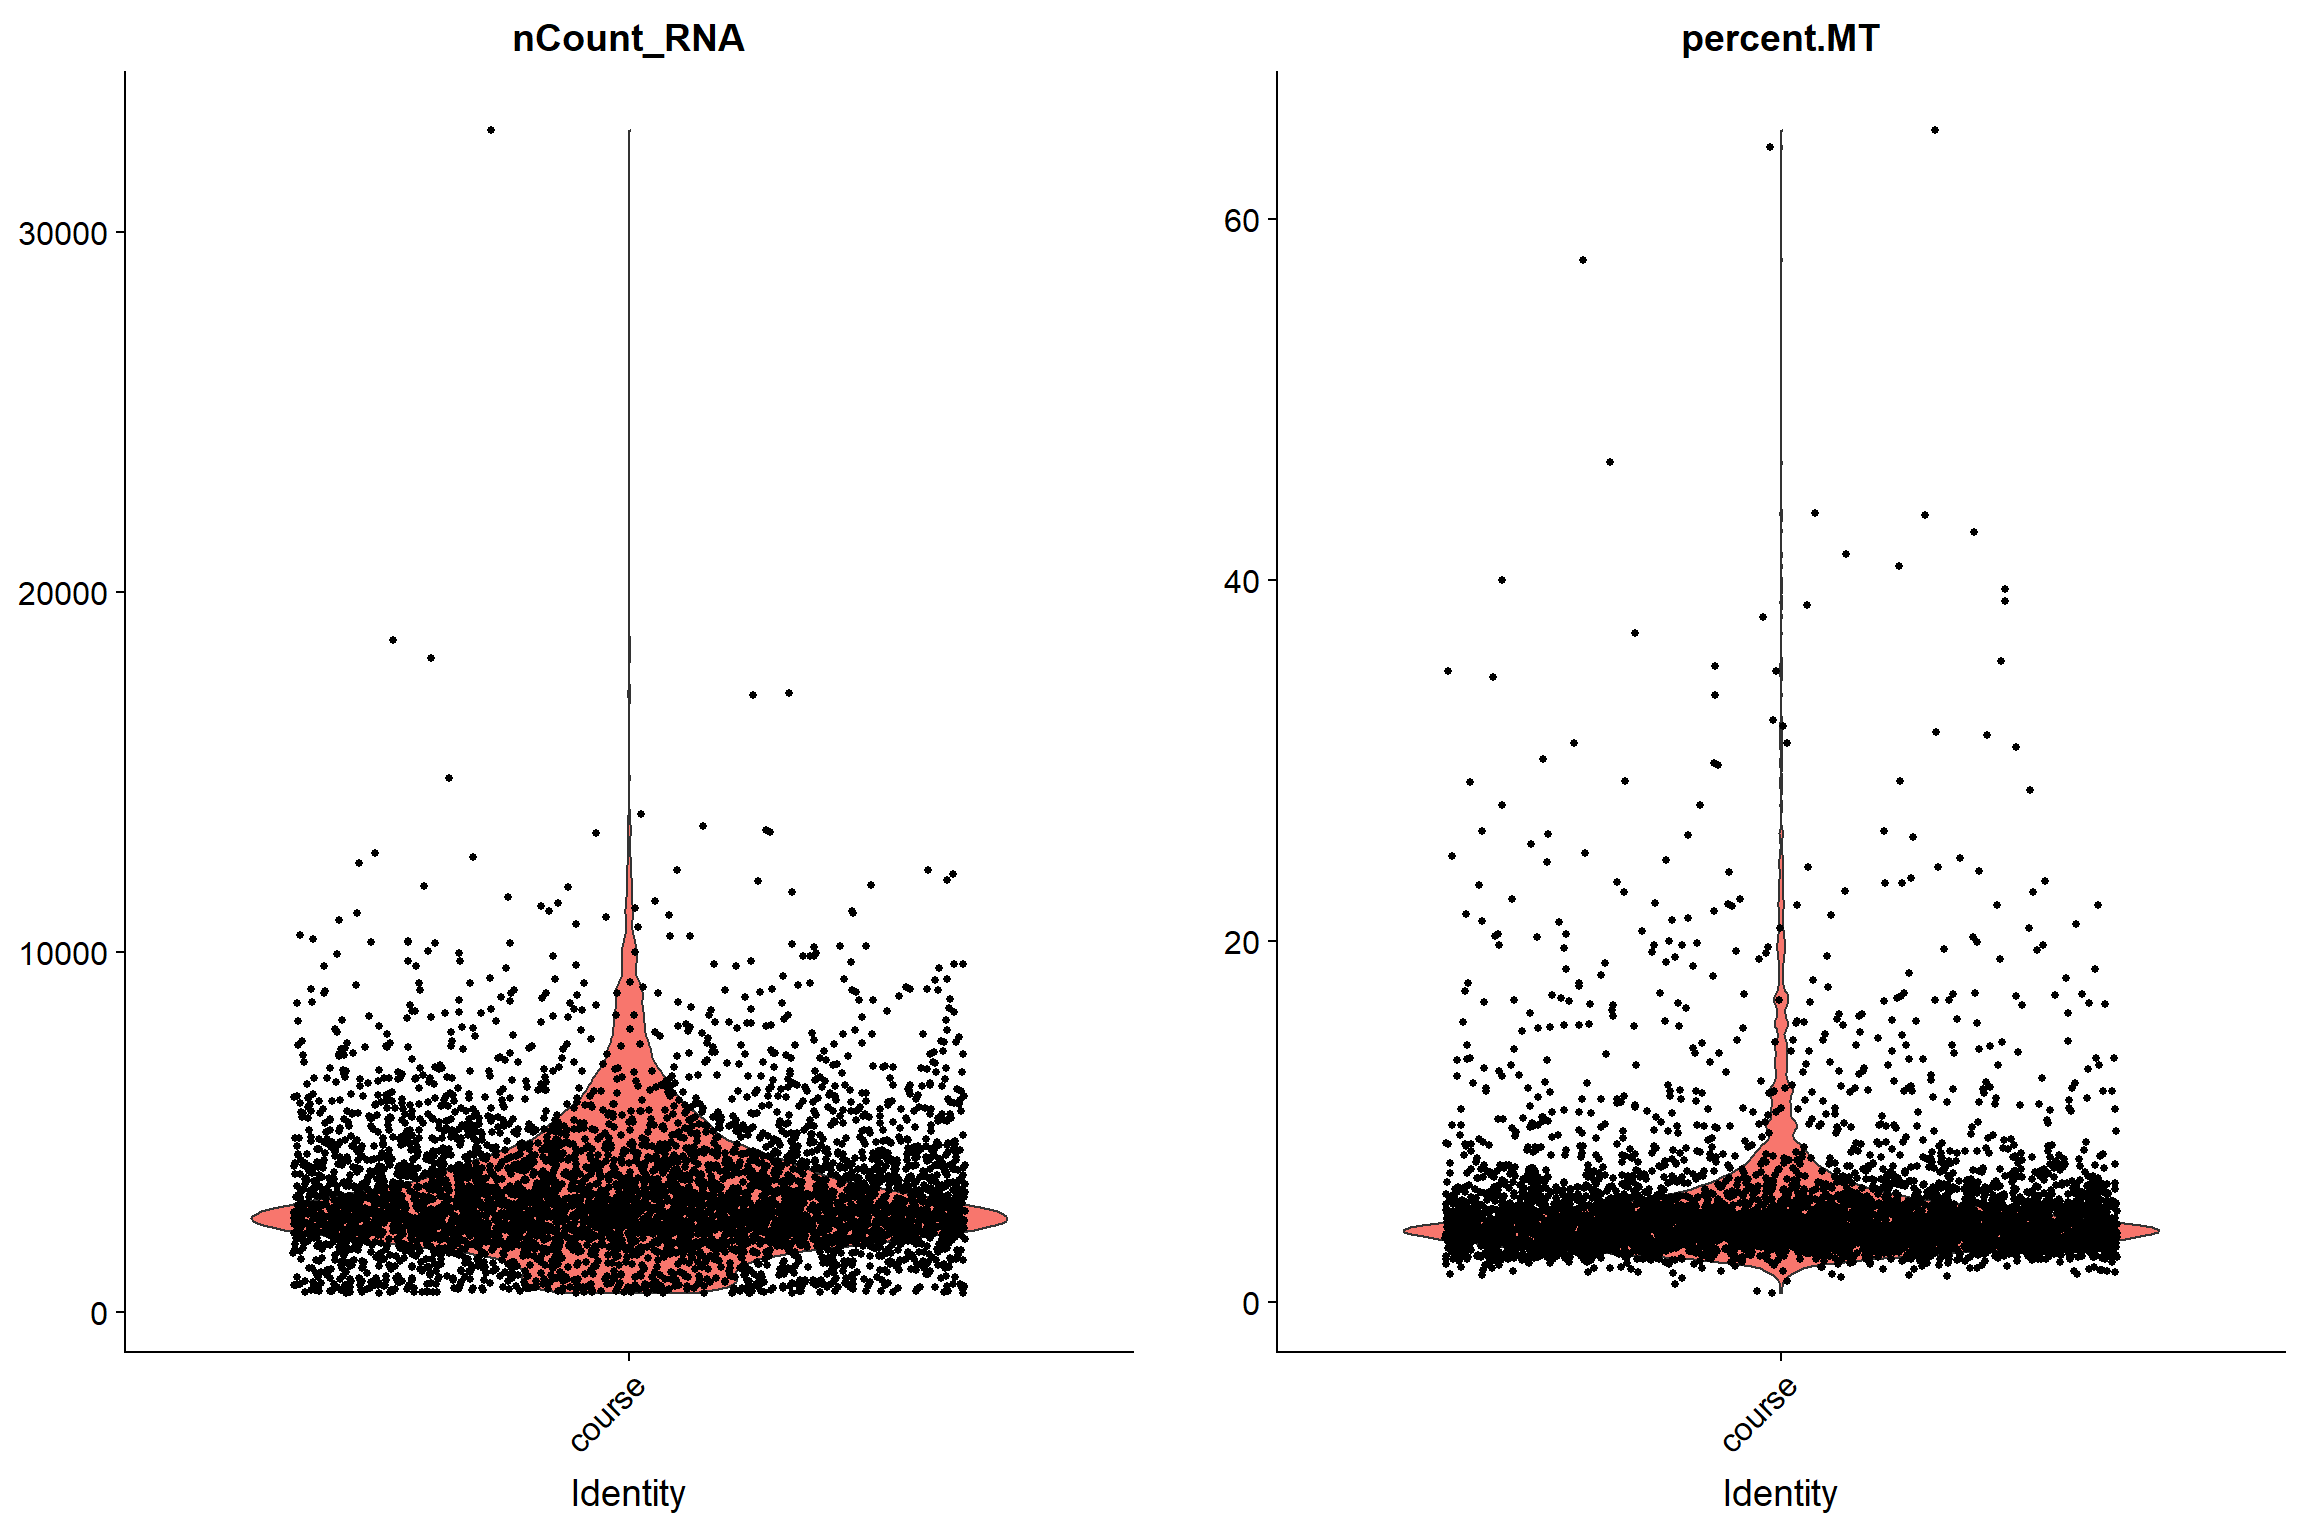 nCount_RNA
30000
20000
10000
0
course
Identity
percent.MT
60
40
20
0
course
Identity